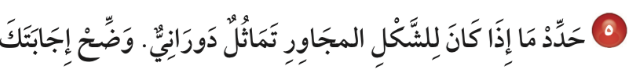 ٥ حَدِّدْ مَا إِذَا كَانَ لِلشَّكْلِ المجَاوِرِ تَمَاثُلٌ دَورَانِيٌّ. وَضِّحْ إِجَابَتَكَ